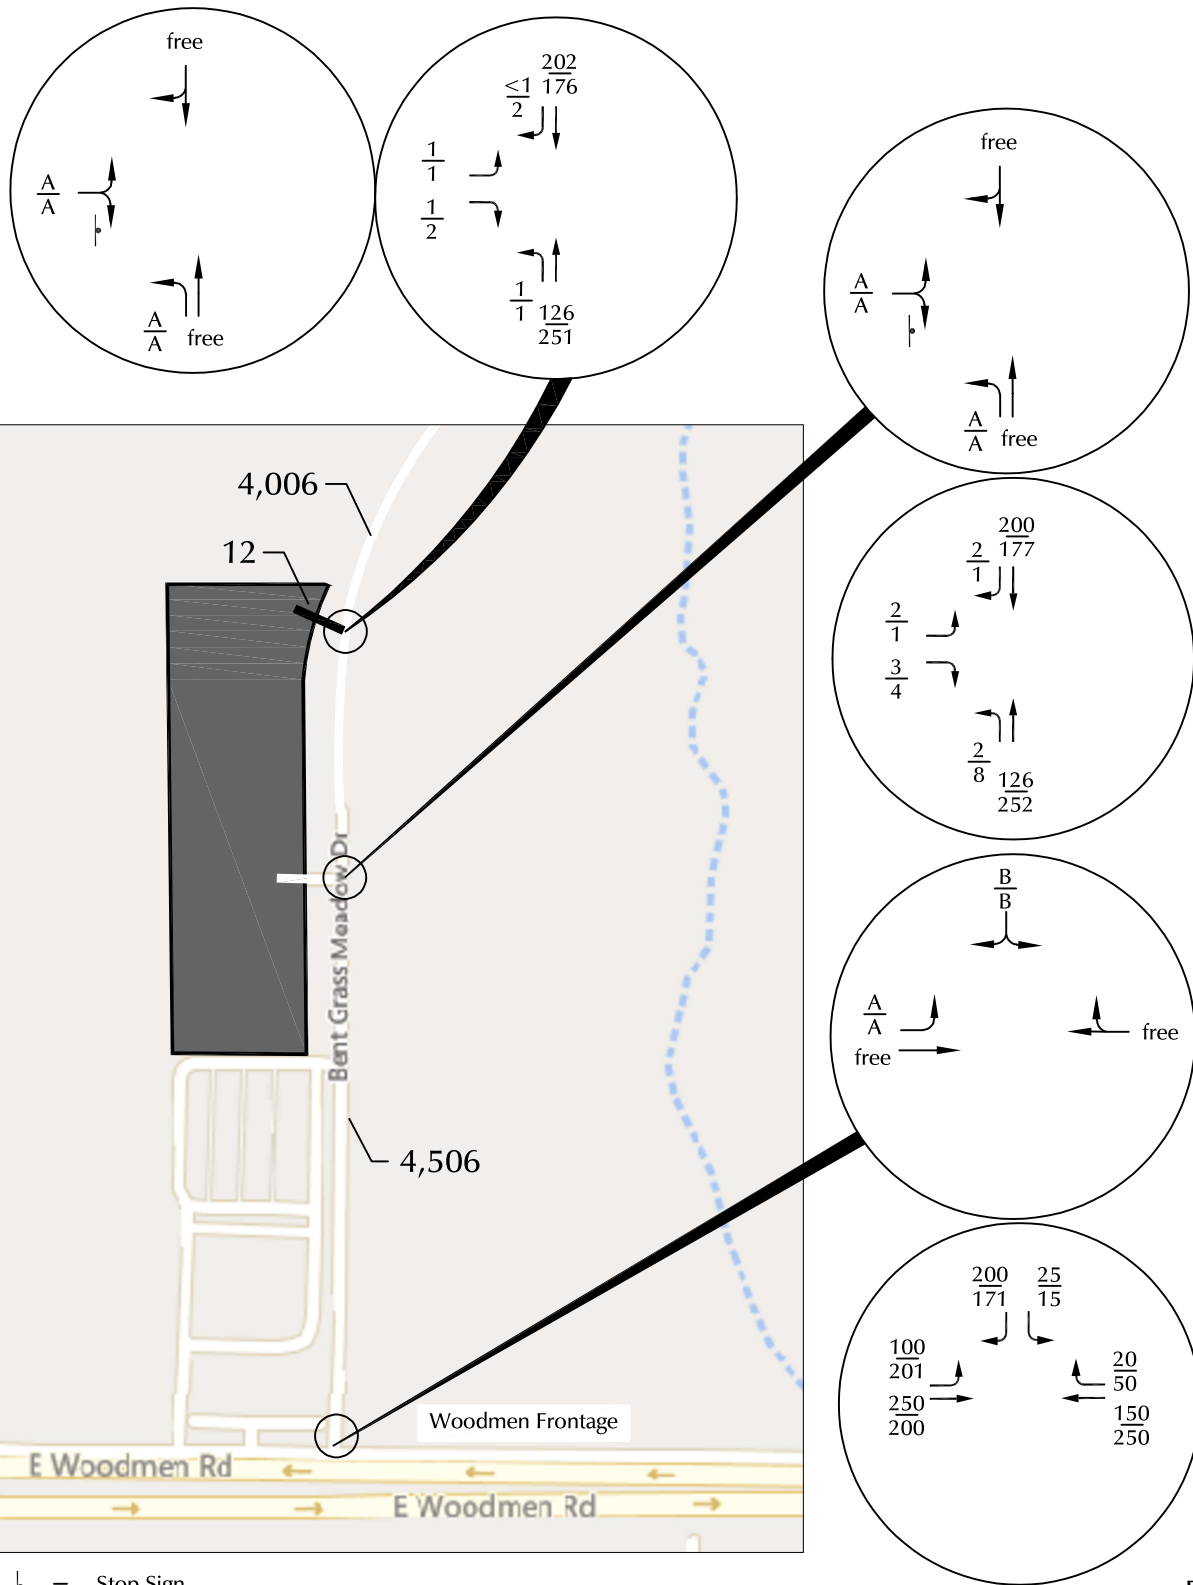 free
A
A
A
A
free
202
176
<1
2
1
1
1
2
1
1
126
251
free
A
A
A
A
free
4,006
12
200
177
2
1
2
1
3
4
2
8
126
252
Bent Grass Meadow Dr
B
B
A
A
free
free
4,506
200
171
25
15
100
201
250
200
20
50
150
250
Woodmen Frontage
E Woodmen Rd
E Woodmen Rd
= Stop Sign